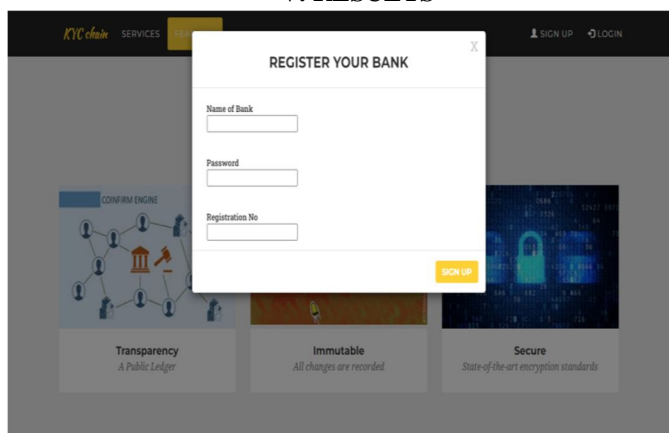 KYC chain SERVICES SIGN UP LOGIN
X
REGISTER YOUR BANK
Name of Bank
Password
Registration No
SIGN UP
COINFIRM ENGINE
Transparency
A Public Ledger
Immutable
All changes are recorded
Secure
State-of-the-art encryption standards